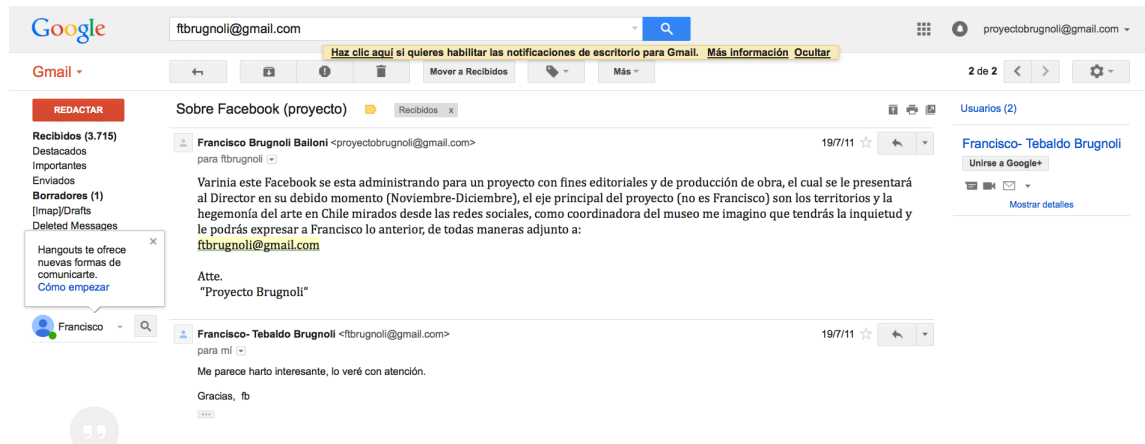 Google
ftbrugnoli@gmail.com
proyectobrugnoli@gmail.com
Haz clic aquí si quieres habilitar las notificaciones de escritorio para Gmail. Más información Ocultar
Gmail
Mover a Recibidos
Más
2 de 2
REDACTAR
Recibidos (3.715)
Destacados
Importantes
Enviados
Borradores (1)
[Imap]/Drafts
Deleted Messages
Hangouts te ofrece
nuevas formas de
comunicarte.
Cómo empezar
Francisco
Sobre Facebook (proyecto)
Recibidos x
Francisco Brugnoli Bailoni <proyectobrugnoli@gmail.com>
19/7/11
para ftbrugnoli
Varinia este Facebook se esta administrando para un proyecto con fines editoriales y de producción de obra, el cual se le presentará
al Director en su debido momento (Noviembre-Diciembre), el eje principal del proyecto (no es Francisco) son los territorios y la
hegemonía del arte en Chile mirados desde las redes sociales, como coordinadora del museo me imagino que tendrás la inquietud y
le podrás expresar a Francisco lo anterior, de todas maneras adjunto a:
ftbrugnoli@gmail.com
Atte.
"Proyecto Brugnoli"
Francisco- Tebaldo Brugnoli <ftbrugnoli@gmail.com>
19/7/11
para mí
Me parece harto interesante, lo veré con atención.
Gracias, fb
Usuarios (2)
Francisco- Tebaldo Brugnoli
Unirse a Google+
Mostrar detalles